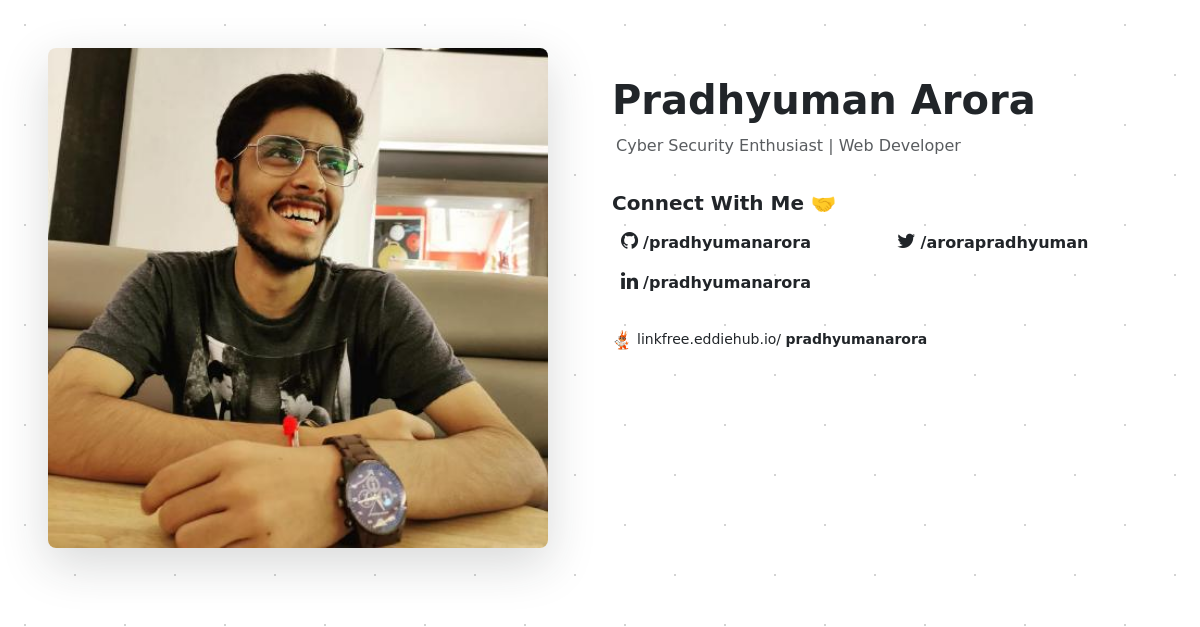 Pradhyuman Arora
Cyber Security Enthusiast | Web Developer
Connect With Me 🤝
/pradhyumanarora
/arorapradhyuman
/pradhyumanarora
linkfree.eddiehub.io/ pradhyumanarora